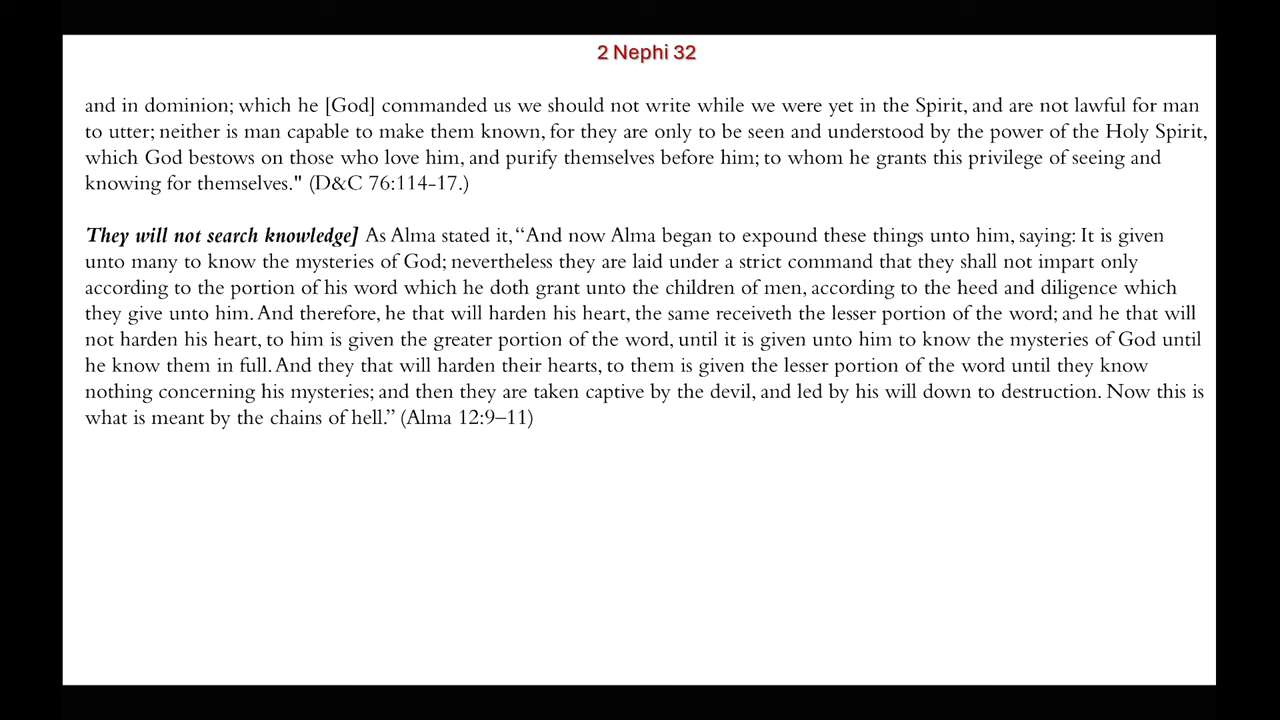 2 Nephi 32
and in dominion; which he [God] commanded us we should not write while we were yet in the Spirit, and are not lawful for man
to utter; neither is man capable to make them known, for they are only to be seen and understood by the power of the Holy Spirit,
which God bestows on those who love him, and purify themselves before him; to whom he grants this privilege of seeing and
knowing for themselves." (D&C 76:114-17.)
They will not search knowledge] As Alma stated it, “And now Alma began to expound these things unto him, saying: It is given
unto many to know the mysteries of God; nevertheless they are laid under a strict command that they shall not impart only
according to the portion of his word which he doth grant unto the children of men, according to the heed and diligence which
they give unto him. And therefore, he that will harden his heart, the same receiveth the lesser portion of the word; and he that will
not harden his heart, to him is given the greater portion of the word, until it is given unto him to know the mysteries of God until
he know them in full. And they that will harden their hearts, to them is given the lesser portion of the word until they know
nothing concerning his mysteries; and then they are taken captive by the devil, and led by his will down to destruction. Now this is
what is meant by the chains of hell.” (Alma 12:9–11)